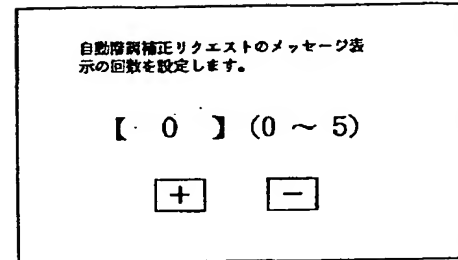 自動階調補正リクエストのメッセージ表
示の回数を設定します。
【 0 】 (0 ~ 5)
+ −